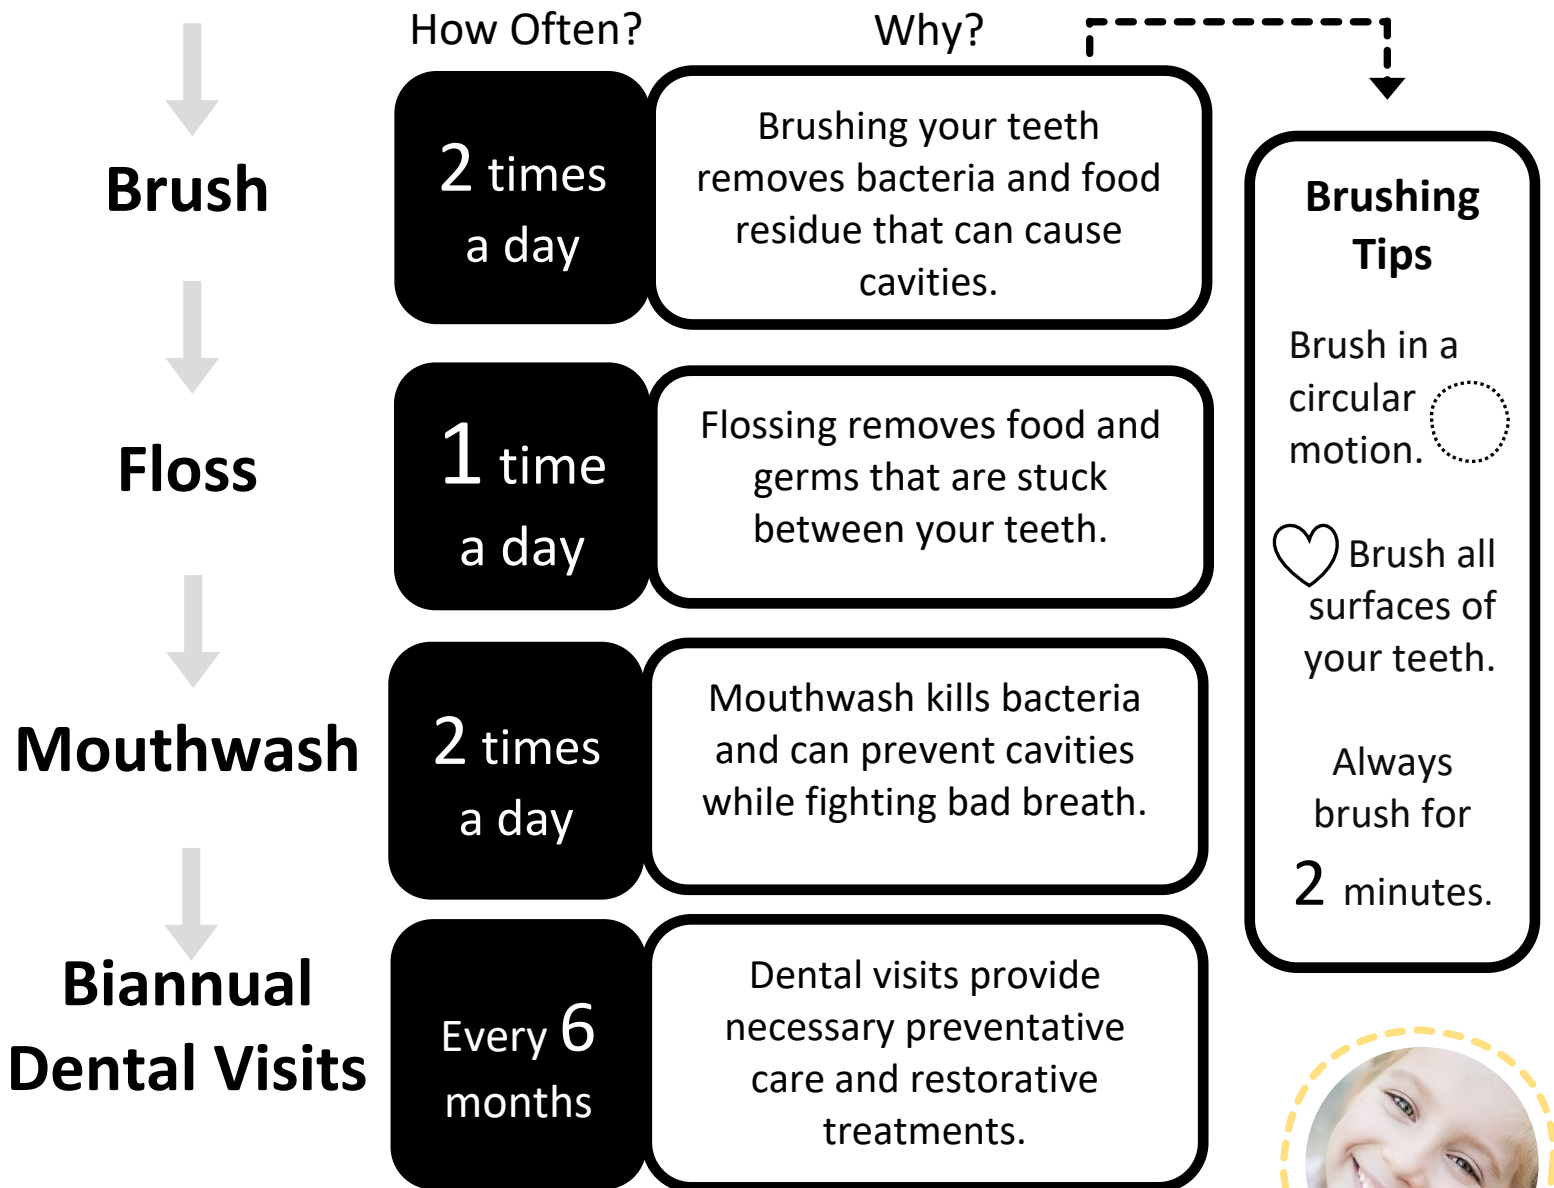 How Often?
Why?
Brush
2 times
a day
Brushing your teeth
removes bacteria and food
residue that can cause
cavities.
Floss
1 time
a day
Flossing removes food and
germs that are stuck
between your teeth.
Mouthwash
2 times
a day
Mouthwash kills bacteria
and can prevent cavities
while fighting bad breath.
Biannual
Dental Visits
Every 6
months
Dental visits provide
necessary preventative
care and restorative
treatments.
Brushing
Tips
Brush in a
circular
motion.
Brush all
surfaces of
your teeth.
Always
brush for
2 minutes.